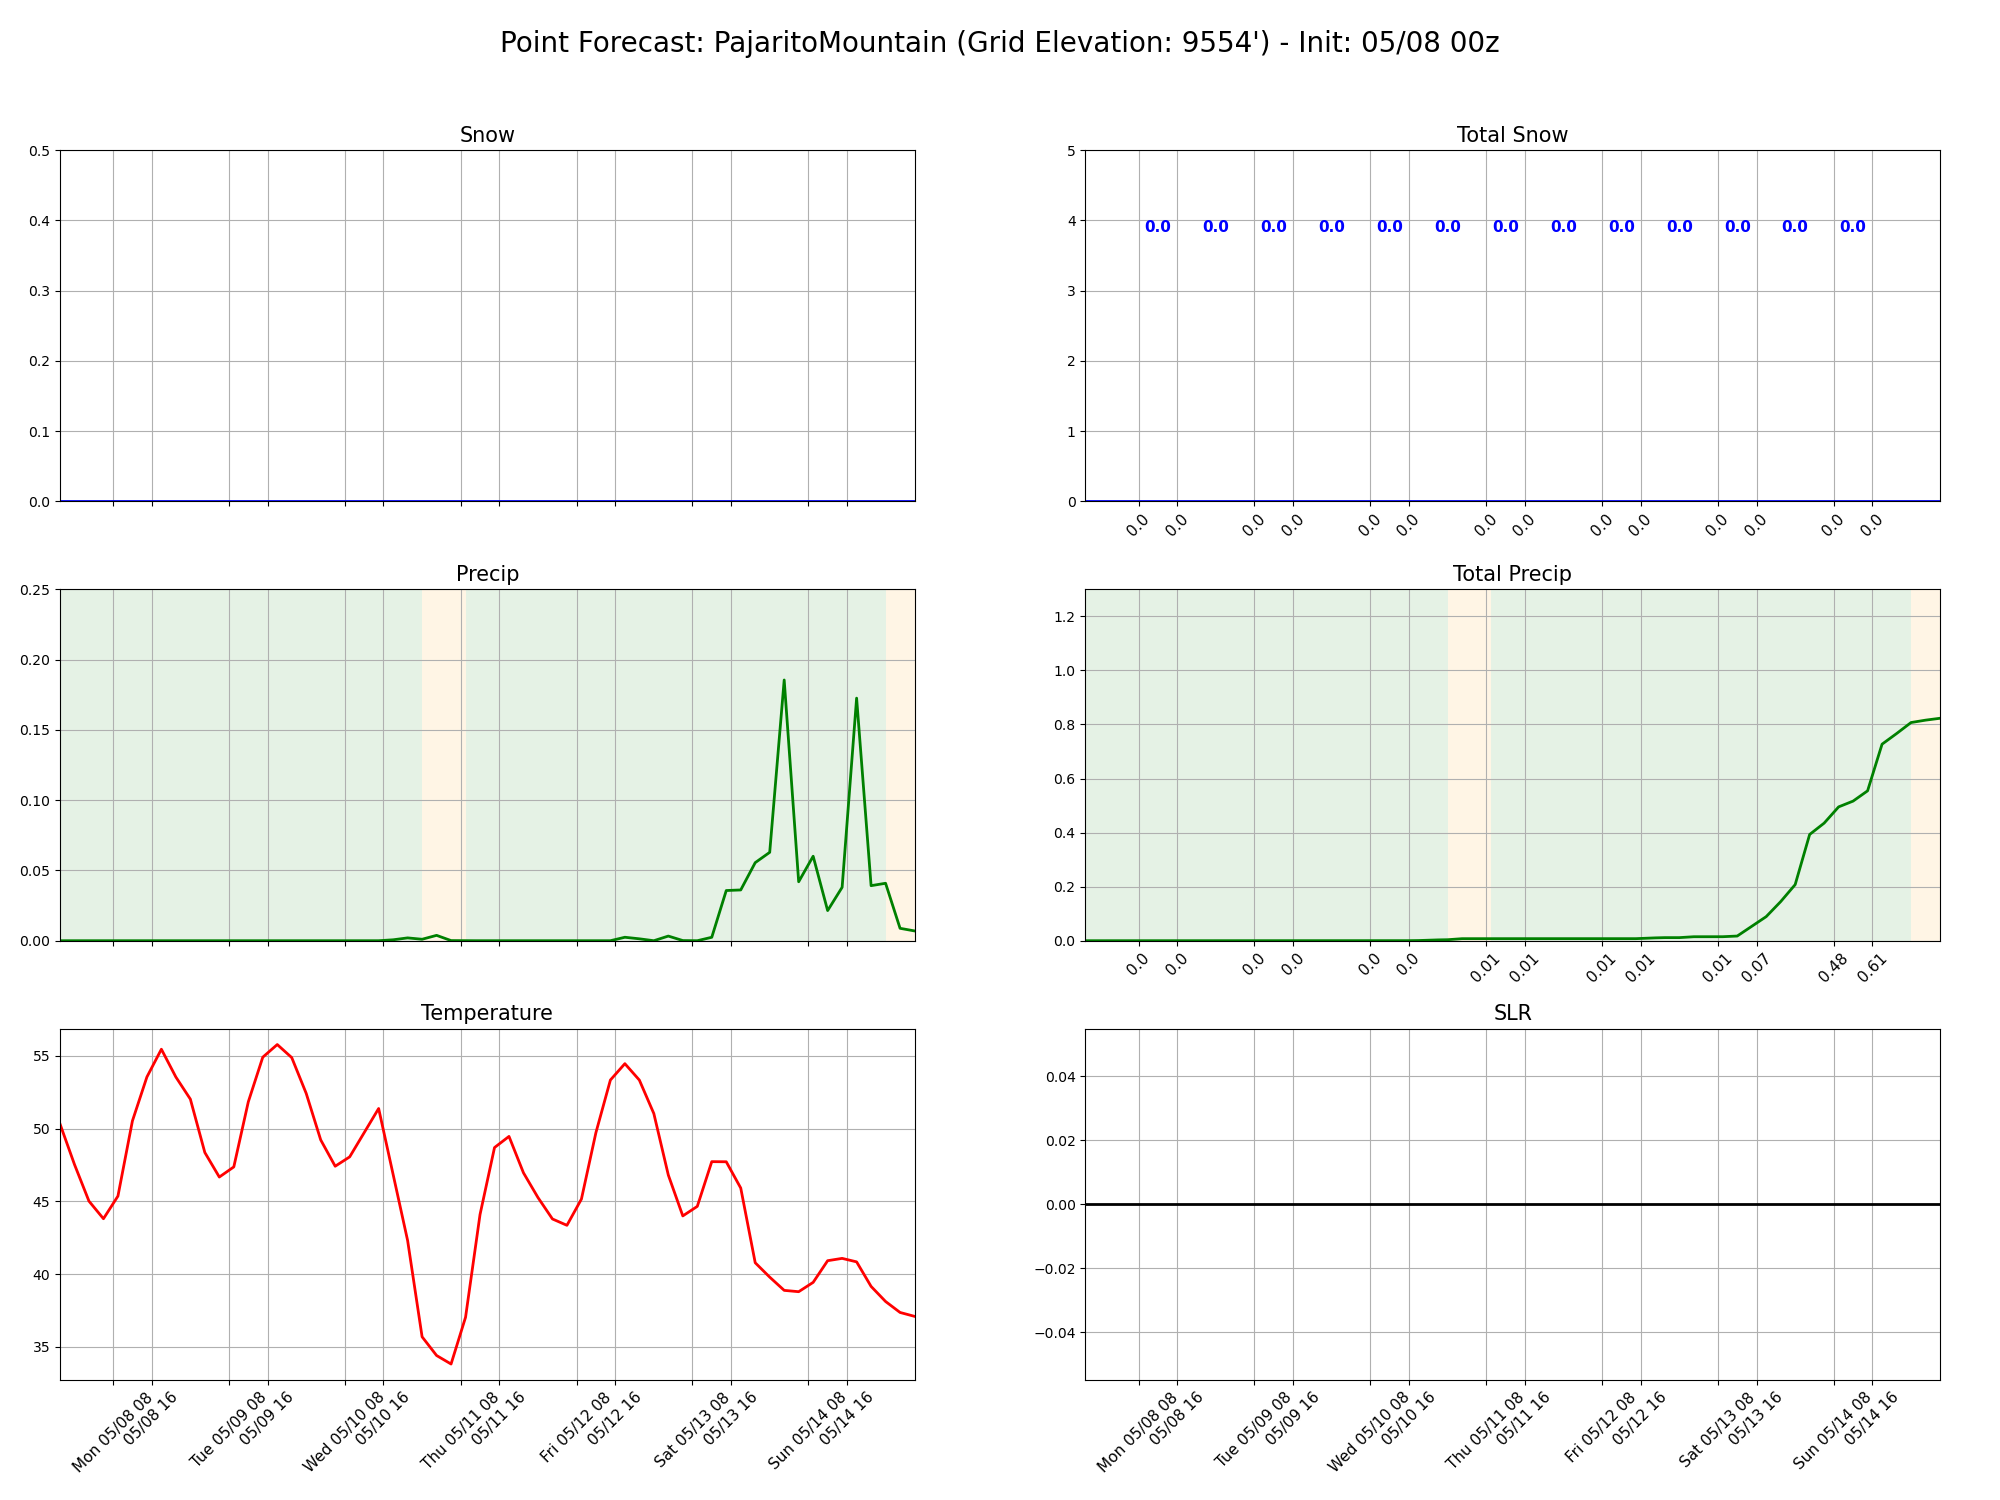 Point Forecast: PajaritoMountain (Grid Elevation: 9554') - Init: 05/08 00z
Snow
0.5
0.4
0.3
0.2
0.1
0.0
Total Snow
5
4
3
2
1
0
0.0 0.0 0.0 0.0 0.0 0.0 0.0 0.0 0.0 0.0 0.0 0.0 0.0
0.0 0.0 0.0 0.0 0.0 0.0 0.0 0.0 0.0 0.0 0.0 0.0 0.0 0.0
Precip
0.25
0.20
0.15
0.10
0.05
0.00
Total Precip
1.2
1.0
0.8
0.6
0.4
0.2
0.0
0.0 0.0 0.0 0.0 0.0 0.0 0.01 0.01 0.01 0.01 0.01 0.07 0.48 0.61
Temperature
55
50
45
40
35
Mon 05/08 08
05/08 16
Tue 05/09 08
05/09 16
Wed 05/10 08
05/10 16
Thu 05/11 08
05/11 16
Fri 05/12 08
05/12 16
Sat 05/13 08
05/13 16
Sun 05/14 08
05/14 16
SLR
0.04
0.02
0.00
−0.02
−0.04
Mon 05/08 08
05/08 16
Tue 05/09 08
05/09 16
Wed 05/10 08
05/10 16
Thu 05/11 08
05/11 16
Fri 05/12 08
05/12 16
Sat 05/13 08
05/13 16
Sun 05/14 08
05/14 16